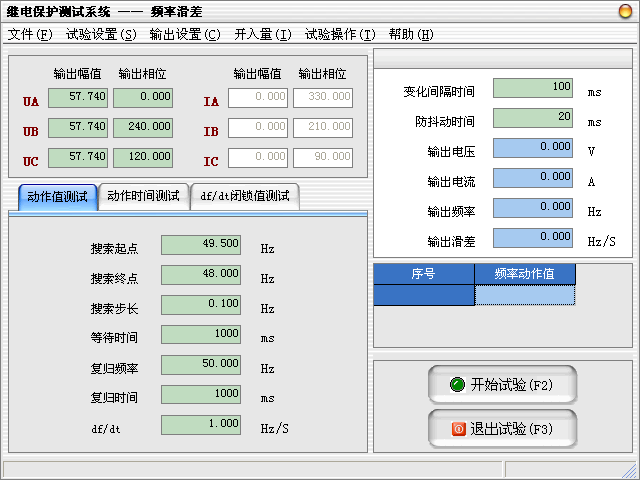 继电保护测试系统 —— 频率滑差
文件(F) 试验设置(S) 输出设置(C) 开入量(I) 试验操作(T) 帮助(H)
输出幅值 输出相位 输出幅值 输出相位
UA 57.740 0.000 IA 0.000 330.000
UB 57.740 240.000 IB 0.000 210.000
UC 57.740 120.000 IC 0.000 90.000
动作值测试 动作时间测试 df/dt闭锁值测试
搜索起点 49.500 Hz
搜索终点 48.000 Hz
搜索步长 0.100 Hz
等待时间 1000 ms
复归频率 50.000 Hz
复归时间 1000 ms
df/dt 1.000 Hz/S
变化间隔时间 100 ms
防抖动时间 20 ms
输出电压 0.000 V
输出电流 0.000 A
输出频率 0.000 Hz
输出滑差 0.000 Hz/S
序号 频率动作值
开始试验(F2)
退出试验(F3)